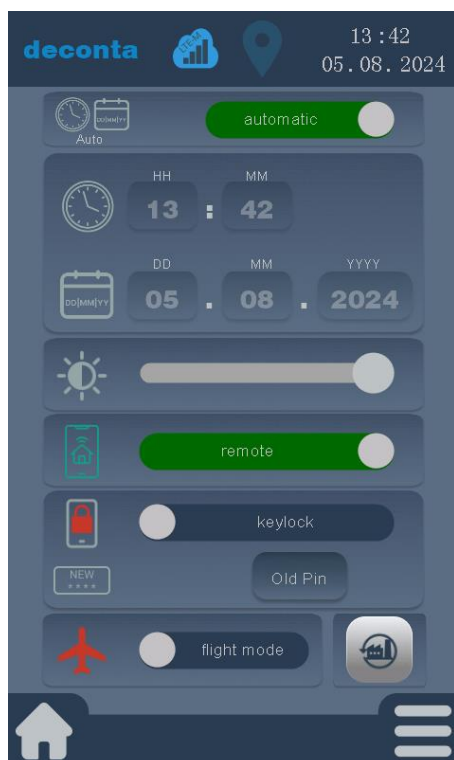 deconta
LTE-M
13:42
05.08.2024
DD|MM|YY
Auto
automatic
HH MM
13 : 42
DD MM YYYY
DD|MM|YY
05 . 08 . 2024
remote
keylock
NEW
****
Old Pin
flight mode